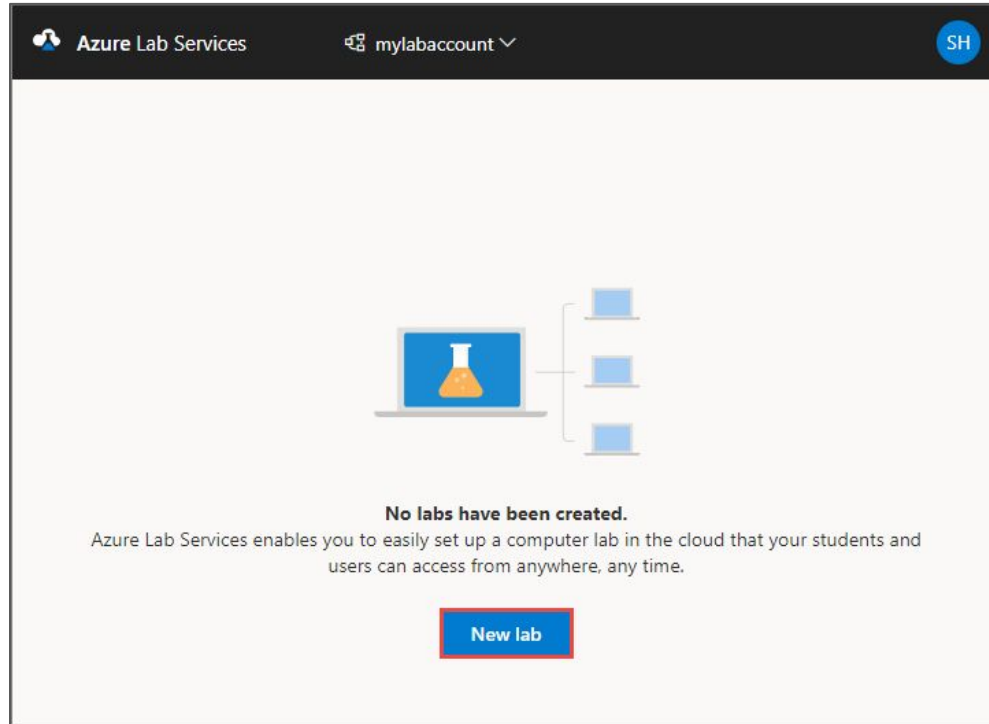 Azure Lab Services mylabaccount SH
No labs have been created.
Azure Lab Services enables you to easily set up a computer lab in the cloud that your students and
users can access from anywhere, any time.
New lab